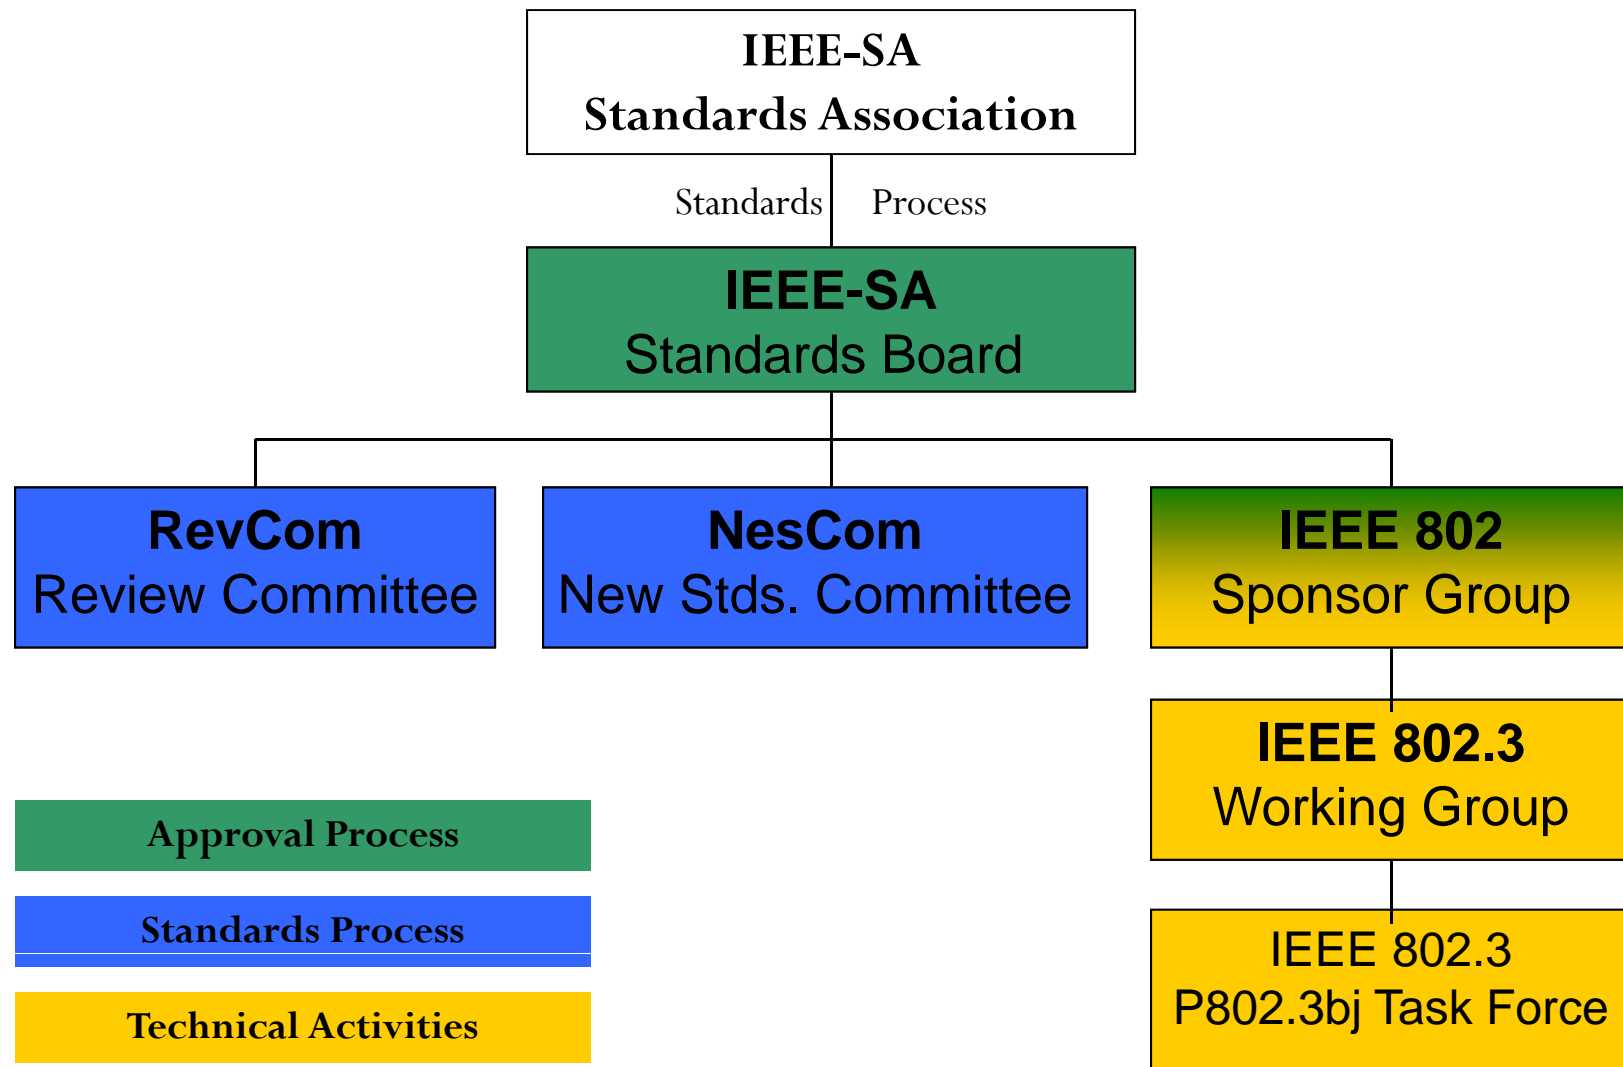 IEEE-SA
Standards Association
Standards Process
IEEE-SA
Standards Board
RevCom
Review Committee
NesCom
New Stds. Committee
IEEE 802
Sponsor Group
IEEE 802.3
Working Group
IEEE 802.3
P802.3bj Task Force
Approval Process
Standards Process
Technical Activities